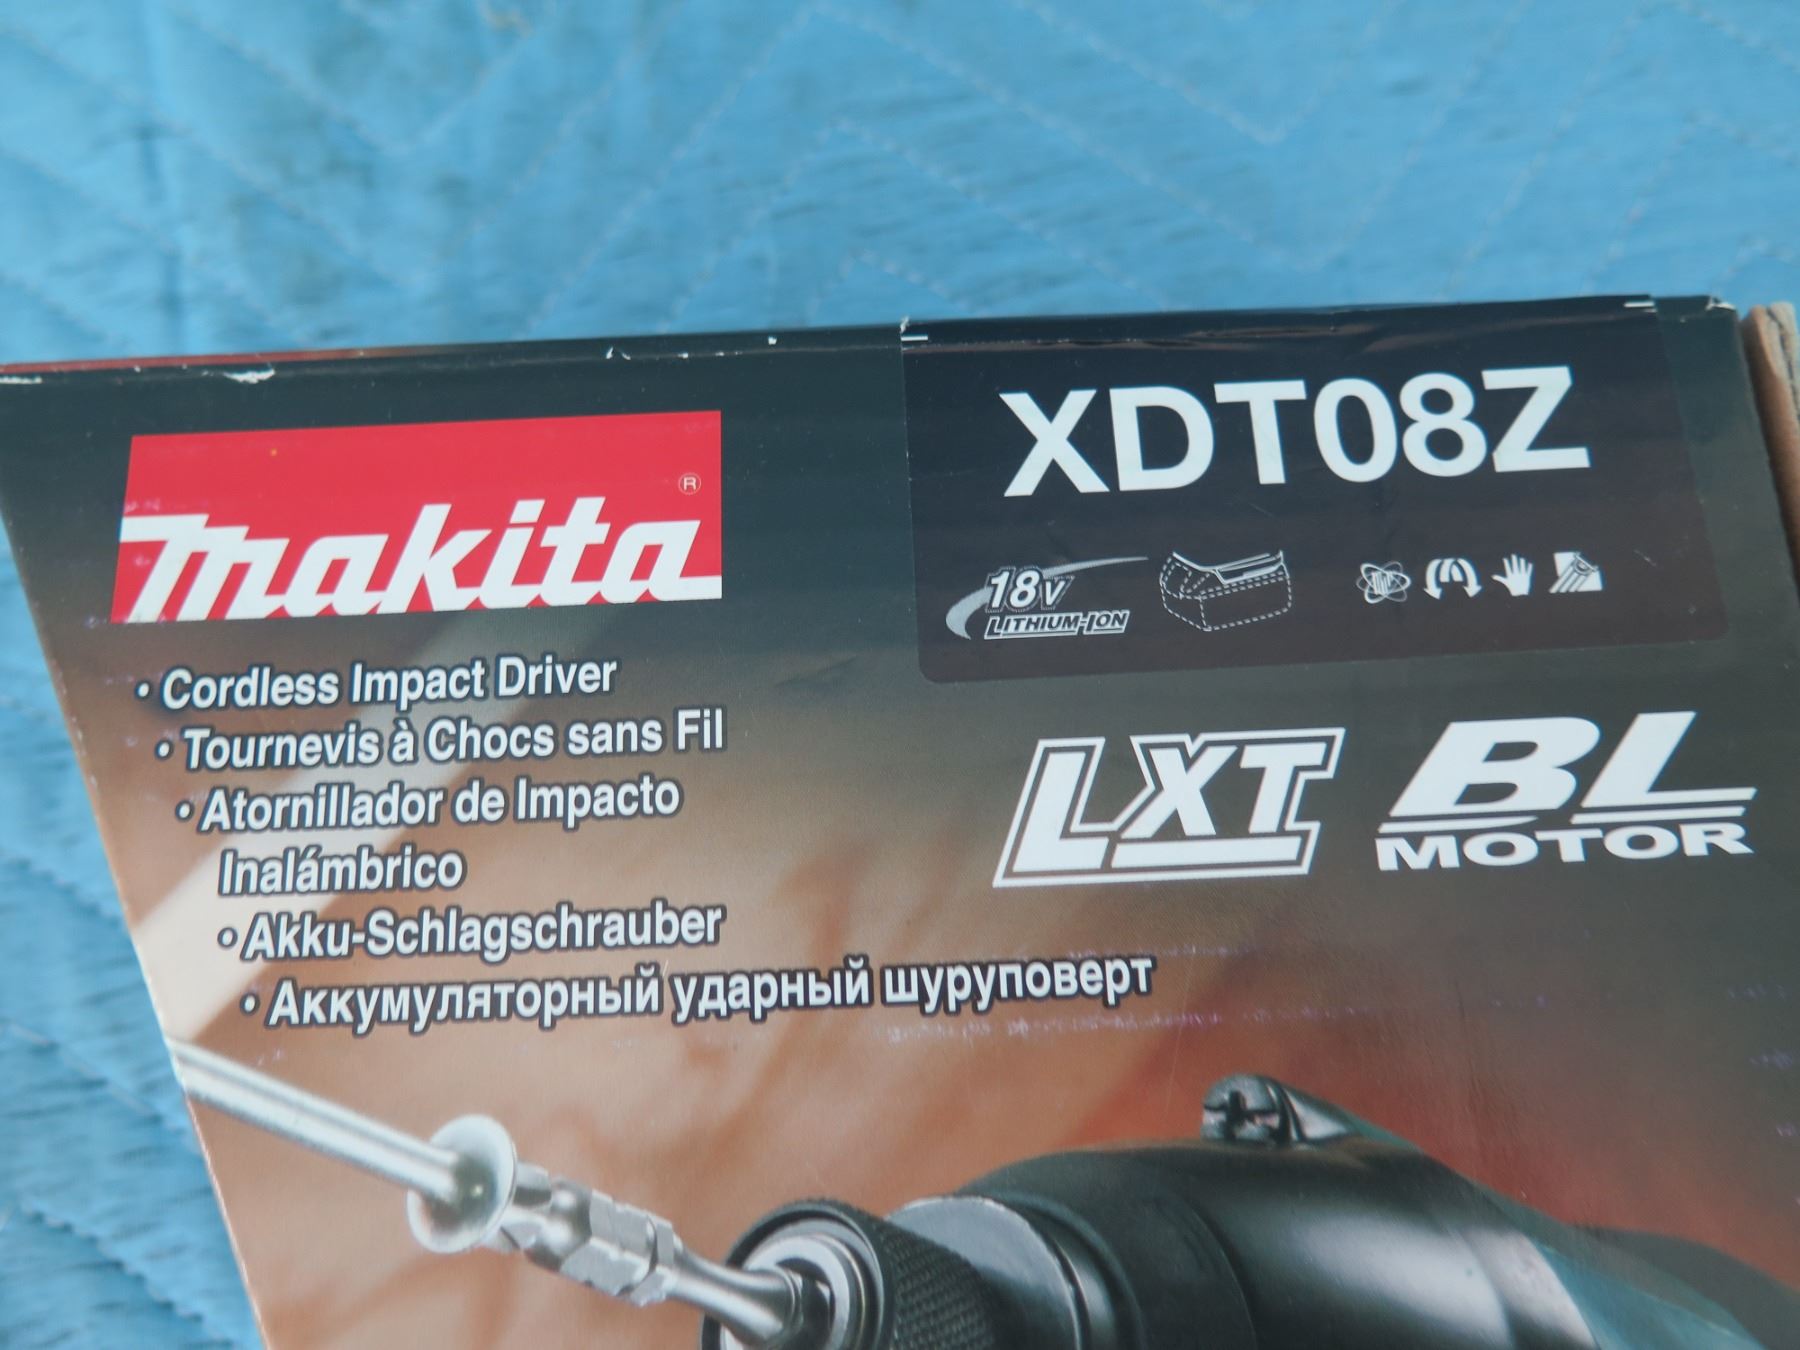 makita®
XDT08Z
18V
LITHIUM-ION
• Cordless Impact Driver
• Tournevis à Chocs sans Fil
• Atornillador de Impacto
Inalámbrico
• Akku-Schlagschrauber
• Аккумуляторный ударный шуруповерт
LXT
BL
MOTOR